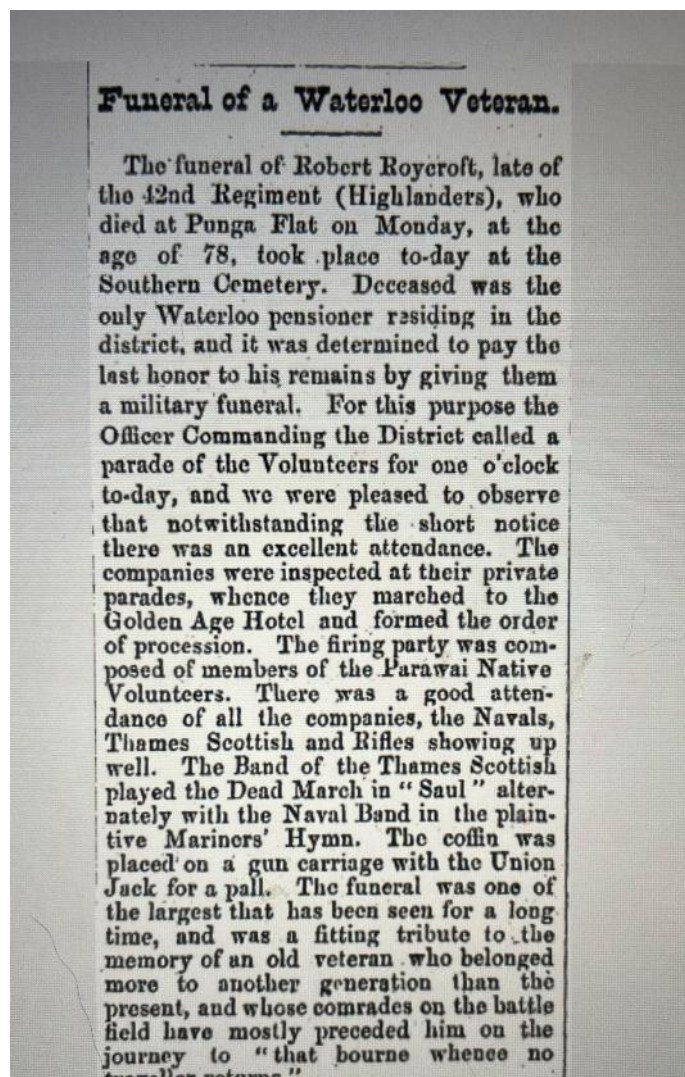 Funeral of a Waterloo Veteran.
The funeral of Robert Roycroft, late of
the 42nd Regiment (Highlanders), who
died at Punga Flat on Monday, at the
age of 78, took place to-day at the
Southern Cemetery. Deceased was the
only Waterloo pensioner residing in the
district, and it was determined to pay the
last honor to his remains by giving them
a military funeral. For this purpose the
Officer Commanding the District called a
parade of the Volunteers for one o'clock
to-day, and we were pleased to observe
that notwithstanding the short notice
there was an excellent attendance. The
companies were inspected at their private
parades, whence they marched to the
Golden Age Hotel and formed the order
of procession. The firing party was com-
posed of members of the Parawai Native
Volunteers. There was a good atten-
dance of all the companies, the Navals,
Thames Scottish and Rifles showing up
well. The Band of the Thames Scottish
played the Dead March in "Saul" alter-
nately with the Naval Band in the plain-
tive Mariners' Hymn. The coffin was
placed on a gun carriage with the Union
Jack for a pall. The funeral was one of
the largest that has been seen for a long
time, and was a fitting tribute to the
memory of an old veteran who belonged
more to another generation than the
present, and whose comrades on the battle
field have mostly preceded him on the
journey to "that bourne whence no
traveller returns."